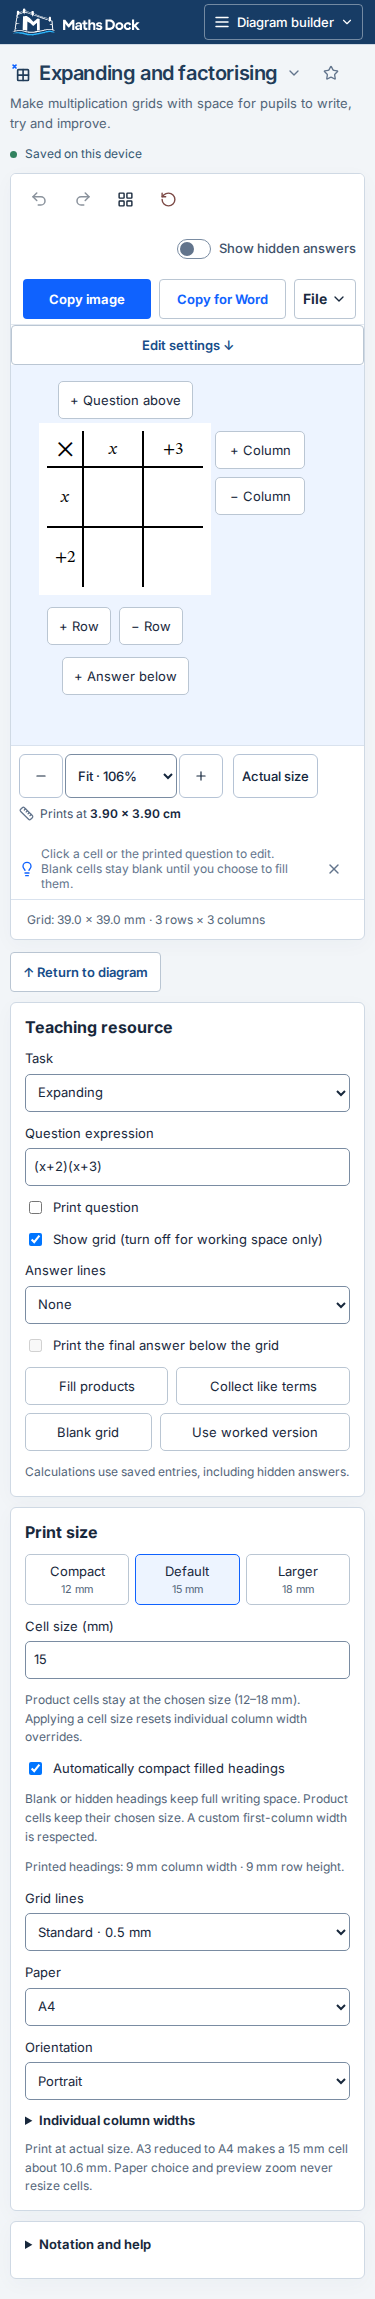 Maths Dock
Diagram builder
Expanding and factorising
Make multiplication grids with space for pupils to write,
try and improve.
Saved on this device
Show hidden answers
Copy image
Copy for Word
File
Edit settings ↓
+ Question above
× x +3
+ Column
− Column
x
+2
+ Row
− Row
+ Answer below
−
Fit · 106%
+
Actual size
Prints at 3.90 × 3.90 cm
Click a cell or the printed question to edit.
Blank cells stay blank until you choose to fill
them.
Grid: 39.0 × 39.0 mm · 3 rows × 3 columns
↑ Return to diagram
Teaching resource
Task
Expanding
Question expression
(x+2)(x+3)
Print question
Show grid (turn off for working space only)
Answer lines
None
Print the final answer below the grid
Fill products
Collect like terms
Blank grid
Use worked version
Calculations use saved entries, including hidden answers.
Print size
Compact
12 mm
Default
15 mm
Larger
18 mm
Cell size (mm)
15
Product cells stay at the chosen size (12–18 mm).
Applying a cell size resets individual column width
overrides.
Automatically compact filled headings
Blank or hidden headings keep full writing space. Product
cells keep their chosen size. A custom first-column width
is respected.
Printed headings: 9 mm column width · 9 mm row height.
Grid lines
Standard · 0.5 mm
Paper
A4
Orientation
Portrait
Individual column widths
Print at actual size. A3 reduced to A4 makes a 15 mm cell
about 10.6 mm. Paper choice and preview zoom never
resize cells.
Notation and help